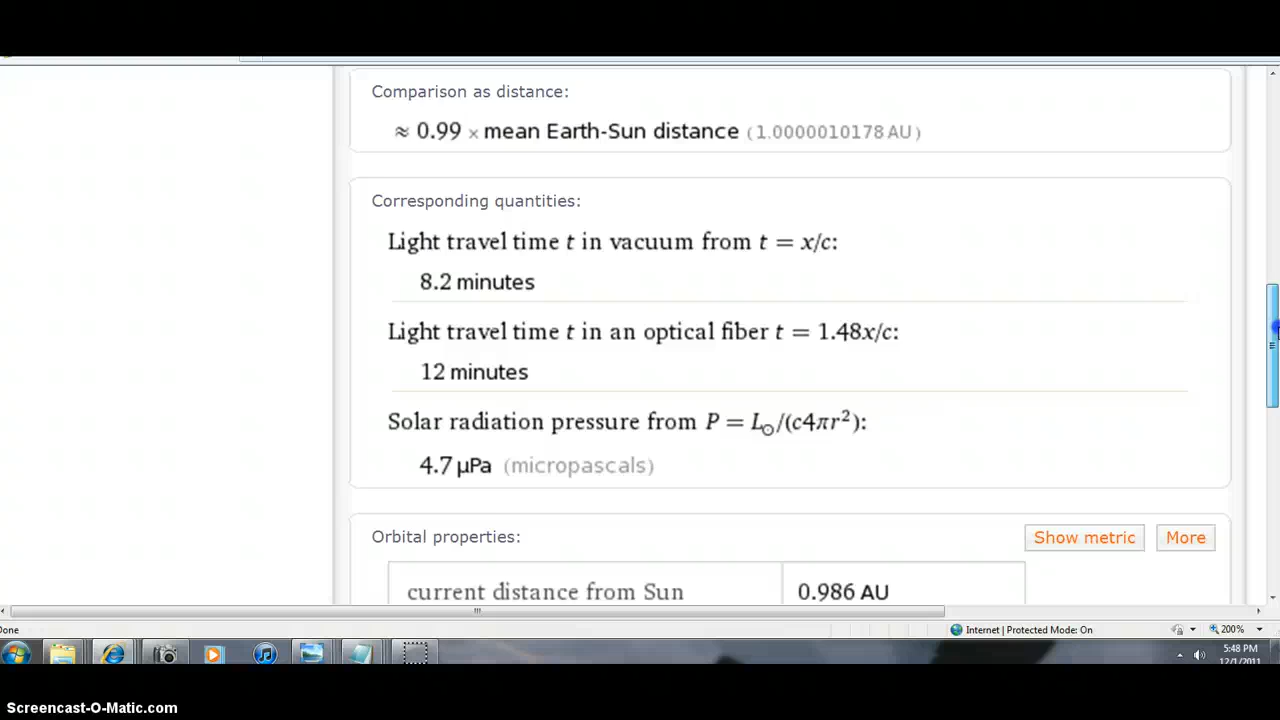 Comparison as distance:
≈ 0.99 × mean Earth-Sun distance (1.0000010178 AU)
Corresponding quantities:
Light travel time t in vacuum from t = x/c:
8.2 minutes
Light travel time t in an optical fiber t = 1.48x/c:
12 minutes
Solar radiation pressure from P = L⊙/(c4πr²):
4.7 µPa (micropascals)
Orbital properties:
Show metric
More
current distance from Sun
0.986 AU
Done
Internet | Protected Mode: On
200%
5:48 PM
12/1/2011
Screencast-O-Matic.com